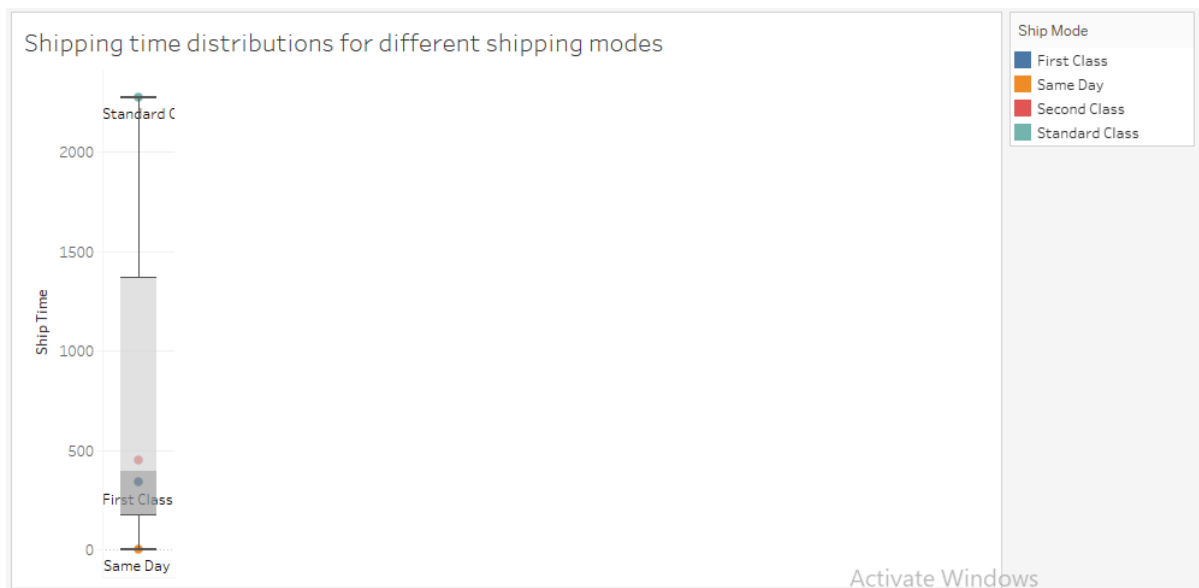 Shipping time distributions for different shipping modes
Ship Mode
First Class
Same Day
Second Class
Standard Class
Standard C
2000
1500
1000
500
0
Ship Time
First Class
Same Day
Activate Windows